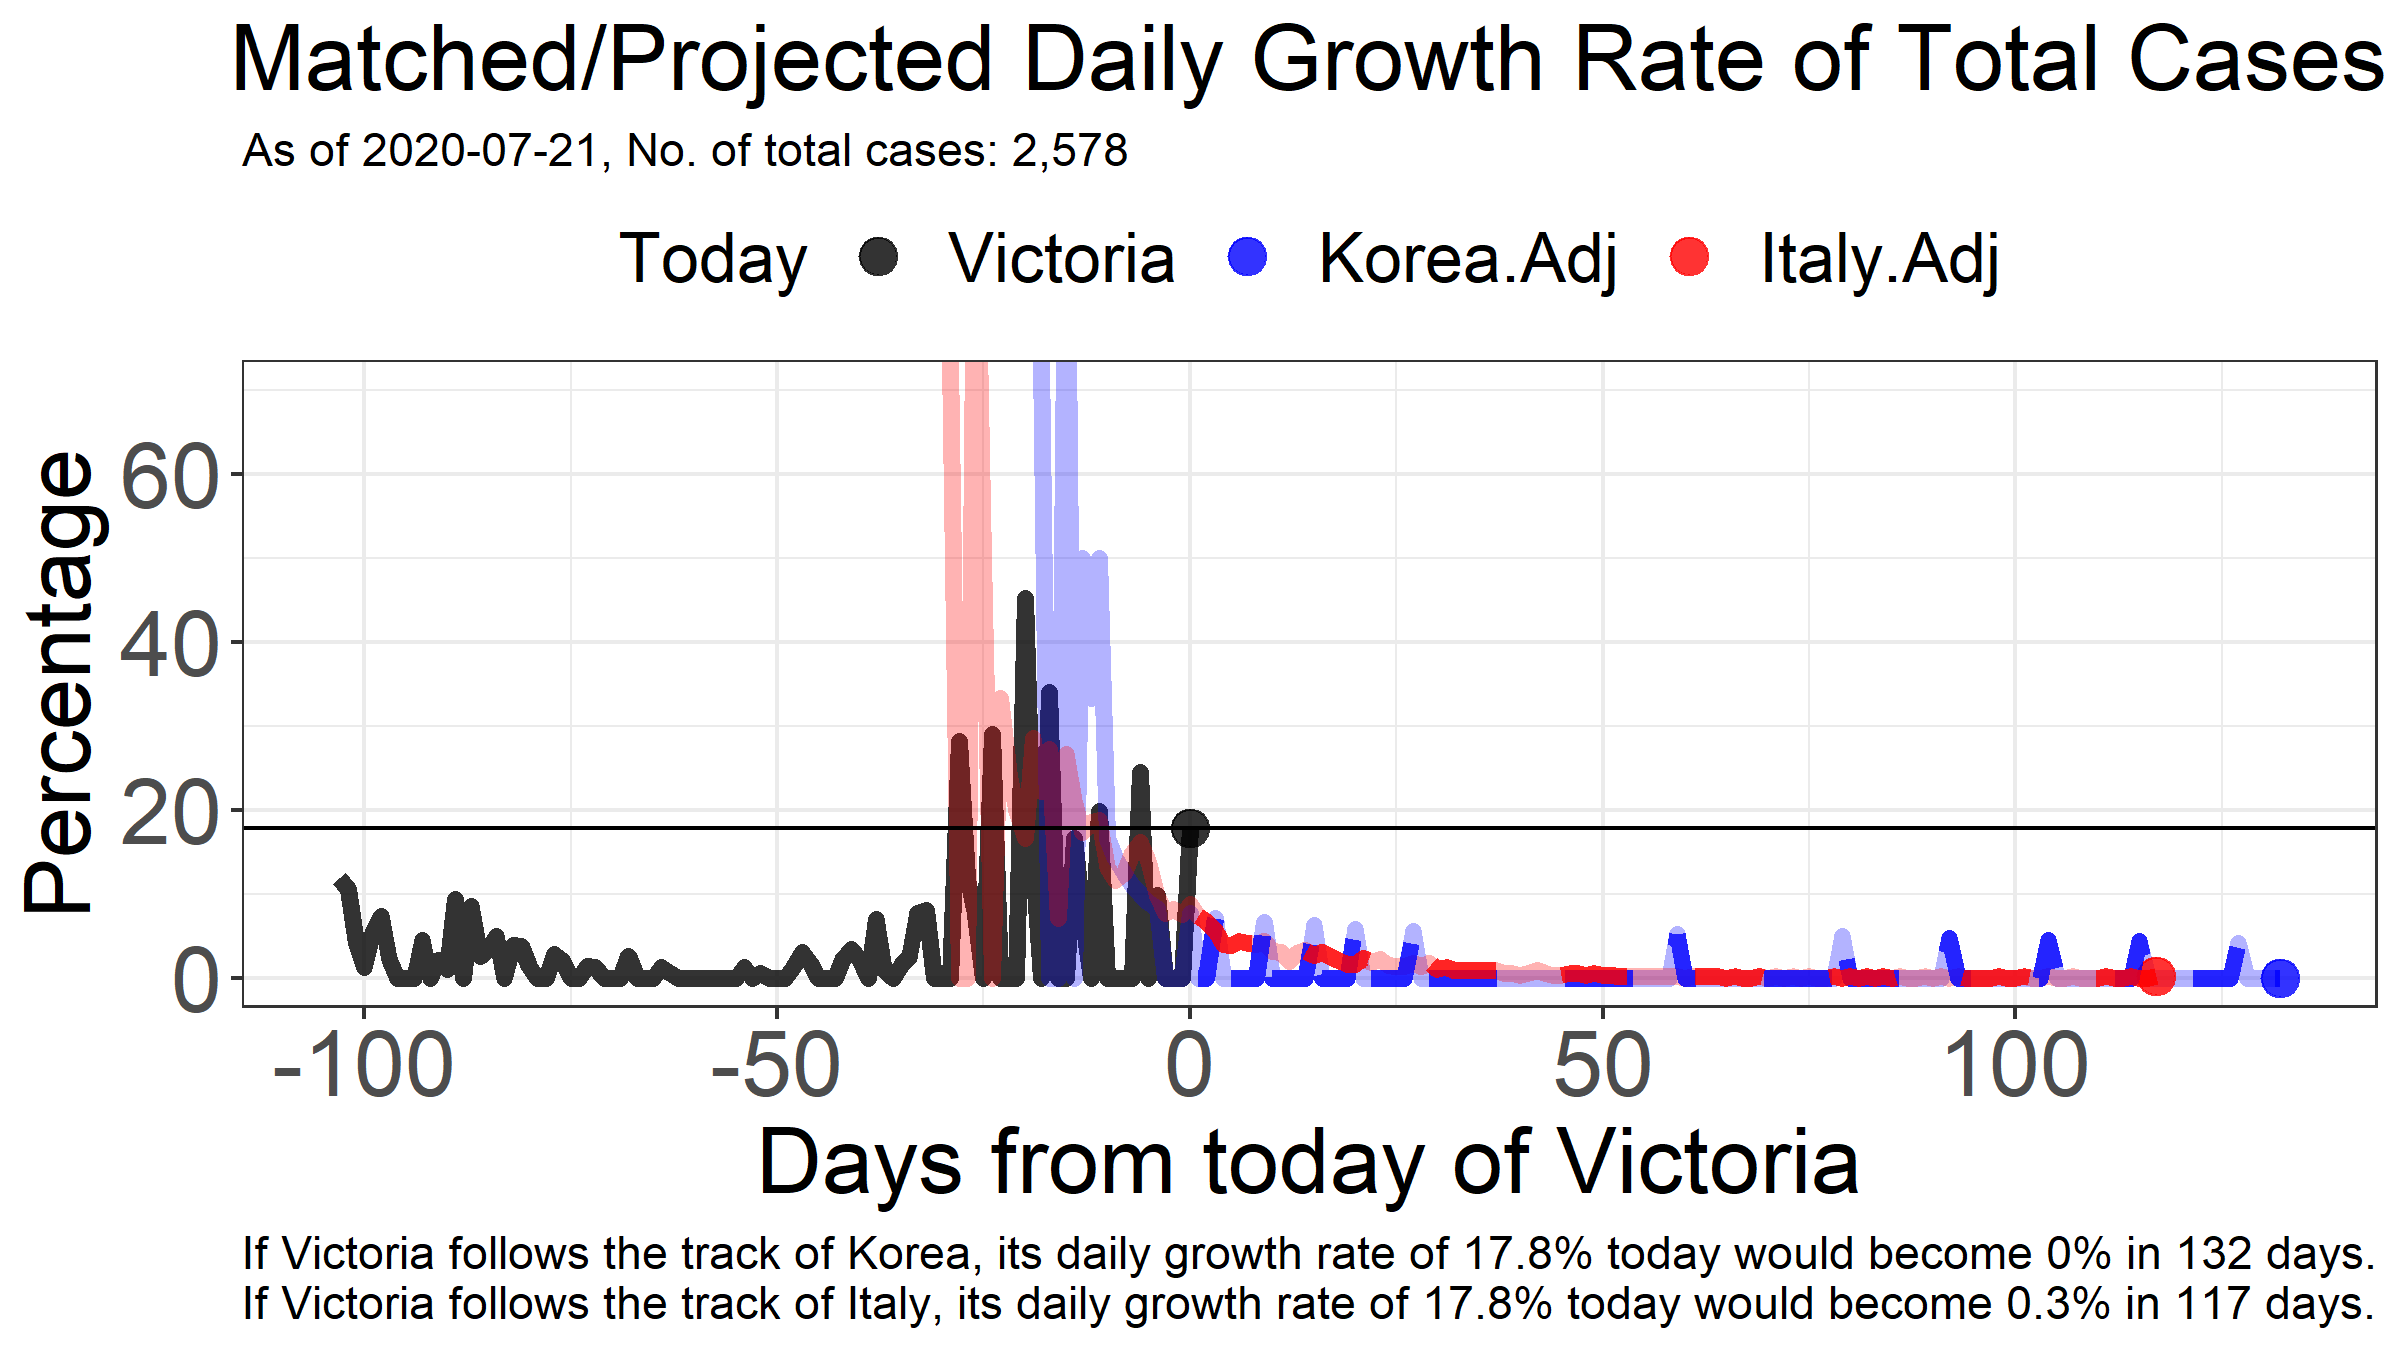 Matched/Projected Daily Growth Rate of Total Cases
As of 2020-07-21, No. of total cases: 2,578
Today Victoria Korea.Adj Italy.Adj
Percentage
60
40
20
0
-100 -50 0 50 100
Days from today of Victoria
If Victoria follows the track of Korea, its daily growth rate of 17.8% today would become 0% in 132 days.
If Victoria follows the track of Italy, its daily growth rate of 17.8% today would become 0.3% in 117 days.